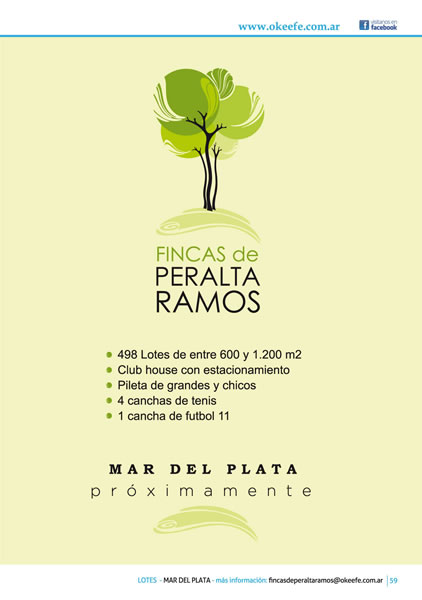 www.okeefe.com.ar
visitanos en
facebook
FINCAS de
PERALTA
RAMOS
498 Lotes de entre 600 y 1.200 m2
Club house con estacionamiento
Pileta de grandes y chicos
4 canchas de tenis
1 cancha de futbol 11
MAR DEL PLATA
próximamente
LOTES - MAR DEL PLATA - más información: fincasdeperaltaramos@okeefe.com.ar 59